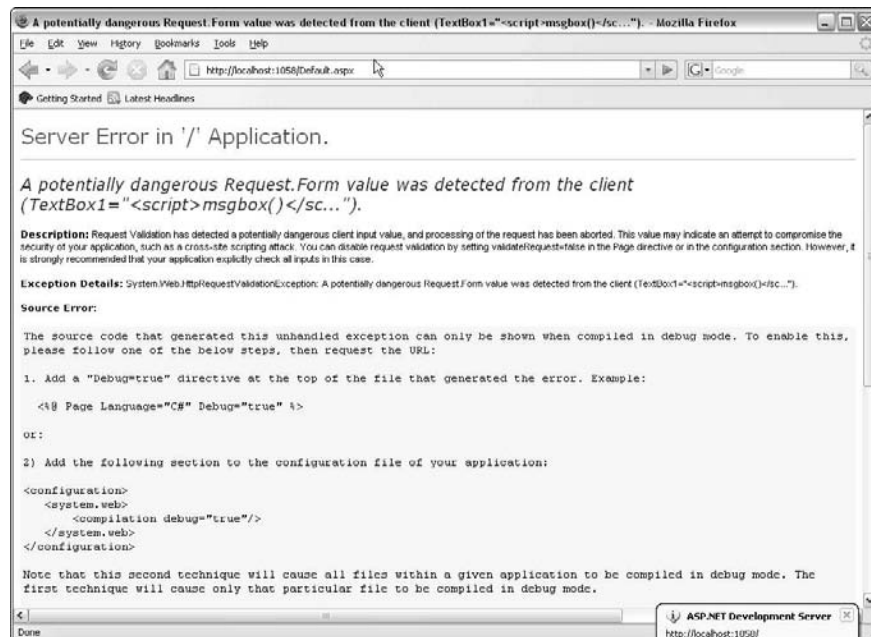 A potentially dangerous Request.Form value was detected from the client (TextBox1="<script>msgbox()</sc..."). - Mozilla Firefox
File Edit View History Bookmarks Tools Help
http://localhost:1058/Default.aspx
G Google
Getting Started Latest Headlines
Server Error in '/' Application.
A potentially dangerous Request.Form value was detected from the client
(TextBox1="<script>msgbox()</sc...").
Description: Request Validation has detected a potentially dangerous client input value, and processing of the request has been aborted. This value may indicate an attempt to compromise the
security of your application, such as a cross-site scripting attack. You can disable request validation by setting validateRequest=false in the Page directive or in the configuration section. However, it
is strongly recommended that your application explicitly check all inputs in this case.
Exception Details: System.Web.HttpRequestValidationException: A potentially dangerous Request.Form value was detected from the client (TextBox1="<script>msgbox()</sc...").
Source Error:
The source code that generated this unhandled exception can only be shown when compiled in debug mode. To enable this,
please follow one of the below steps, then request the URL:
1. Add a "Debug=true" directive at the top of the file that generated the error. Example:
<%@ Page Language="C#" Debug="true" %>
or:
2) Add the following section to the configuration file of your application:
<configuration>
<system.web>
<compilation debug="true"/>
</system.web>
</configuration>
Note that this second technique will cause all files within a given application to be compiled in debug mode. The
first technique will cause only that particular file to be compiled in debug mode.
ASP.NET Development Server
Done
http://localhost:1058/